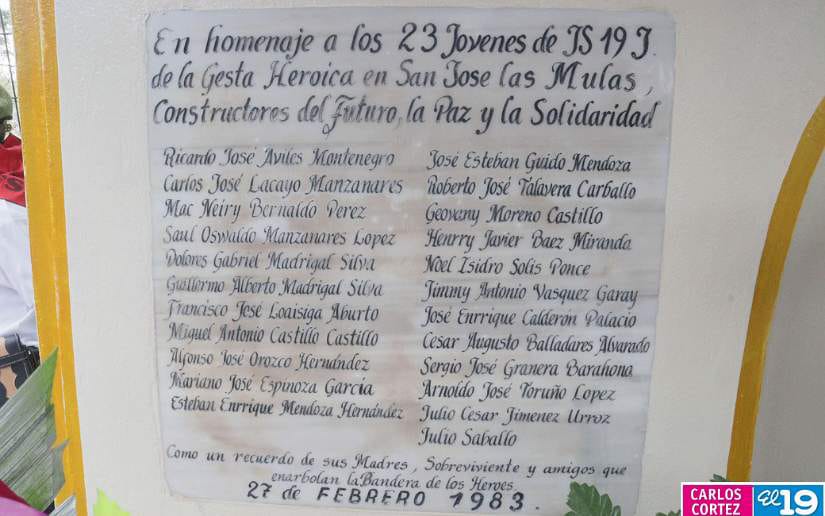 En homenaje a los 23 Jovenes de JS 19 J.
de la Gesta Heroica en San Jose las Mulas,
Constructores del Futuro, la Paz y la Solidaridad
Ricardo José Aviles Montenegro
Carlos José Lacayo Manzanares
Mac Neiry Bernaldo Perez
Saul Oswaldo Manzanares Lopez
Dolores Gabriel Madrigal Silva
Guillermo Alberto Madrigal Silva
Francisco José Loaisiga Aburto
Miguel Antonio Castillo Castillo
Alfonso José Orozco Hernández
Mariano José Espinoza Garcia
Esteban Enrrique Mendoza Hernández
José Esteban Guido Mendoza
Roberto José Talavera Carballo
Geoveny Moreno Castillo
Henrry Javier Baez Miranda
Noel Isidro Solis Ponce
Jimmy Antonio Vasquez Garay
José Enrrique Calderón Palacio
Cesar Augusto Balladares Alvarado
Sergio José Granera Barahona
Arnoldo José Toruño Lopez
Julio Cesar Jimenez Urroz
Julio Saballo
Como un recuerdo de sus Madres, Sobreviviente y amigos que
enarbolan la Bandera de los Heroes
27 de FEBRERO 1983.
CARLOS
CORTEZ
El 19